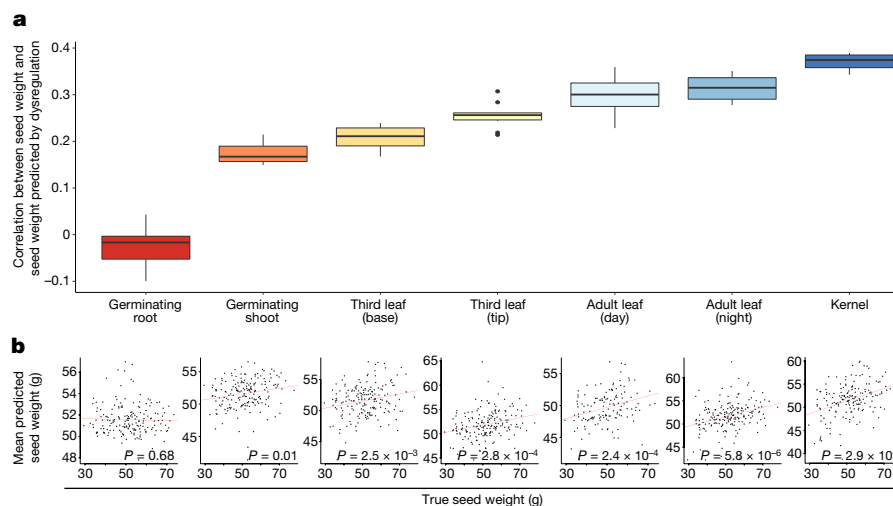 a
Correlation between seed weight and
seed weight predicted by dysregulation
0.4
0.3
0.2
0.1
0
−0.1
Germinating
root
Germinating
shoot
Third leaf
(base)
Third leaf
(tip)
Adult leaf
(day)
Adult leaf
(night)
Kernel
b
Mean predicted
seed weight (g)
56
54
52
50
48
P = 0.68
30 50 70
55
50
45
P = 0.01
30 50 70
55
50
45
P = 2.5 × 10⁻³
30 50 70
65
60
55
50
45
P = 2.8 × 10⁻⁴
30 50 70
55
50
45
P = 2.4 × 10⁻⁴
30 50 70
60
55
50
45
P = 5.8 × 10⁻⁶
30 50 70
60
55
50
45
40
P = 2.9 × 10
30 50 70
True seed weight (g)